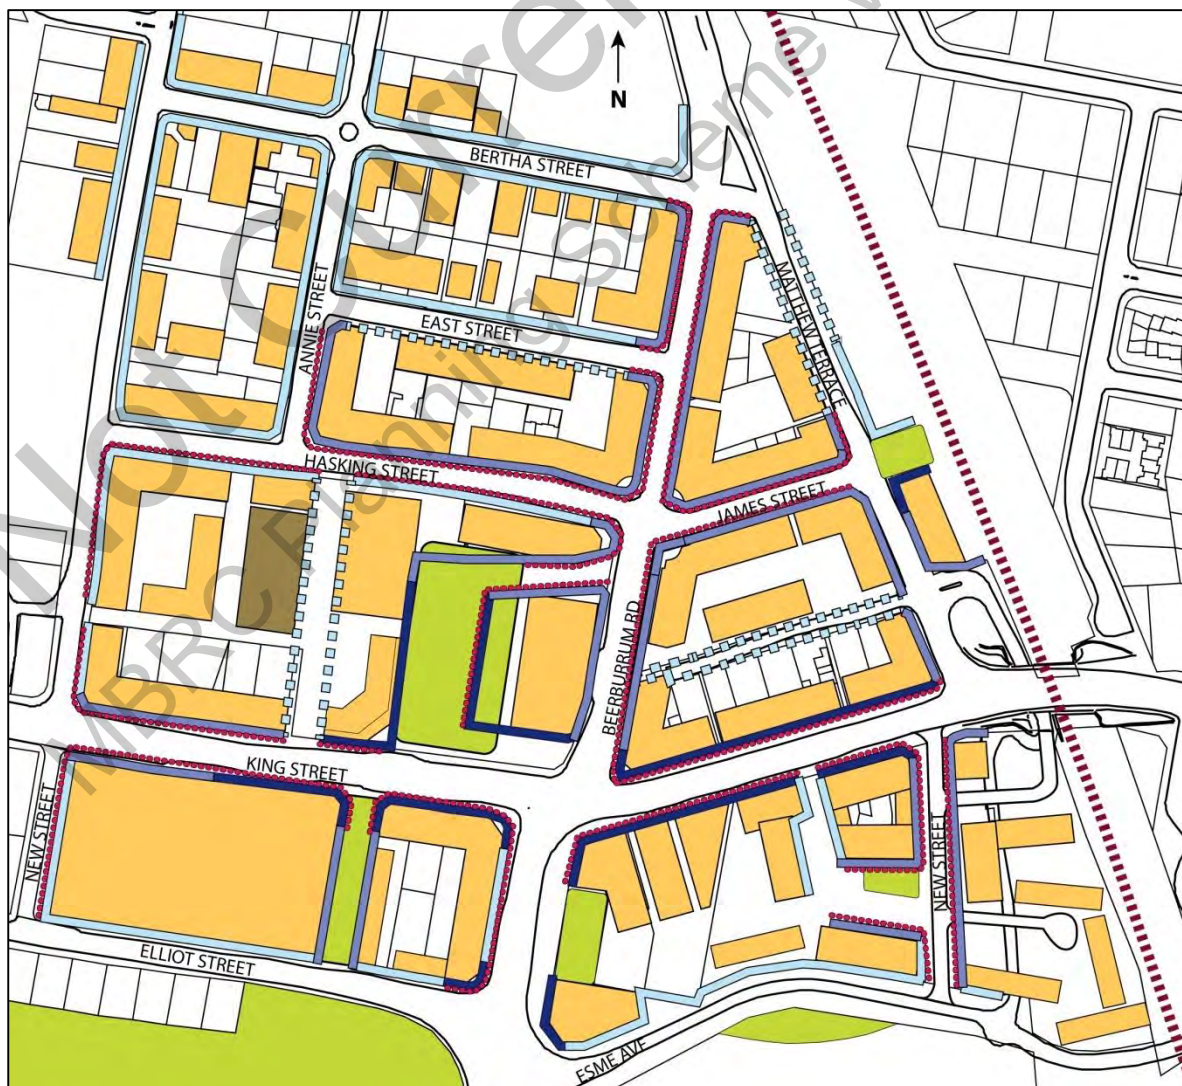 N
BERTHA STREET
MATTHEW TERRACE
ANNIE STREET
EAST STREET
HASKING STREET
JAMES STREET
BEERBURRUM RD
KING STREET
NEW STREET
NEW STREET
ELLIOT STREET
ESME AVE
Not Curre
MBRC Planning Scheme